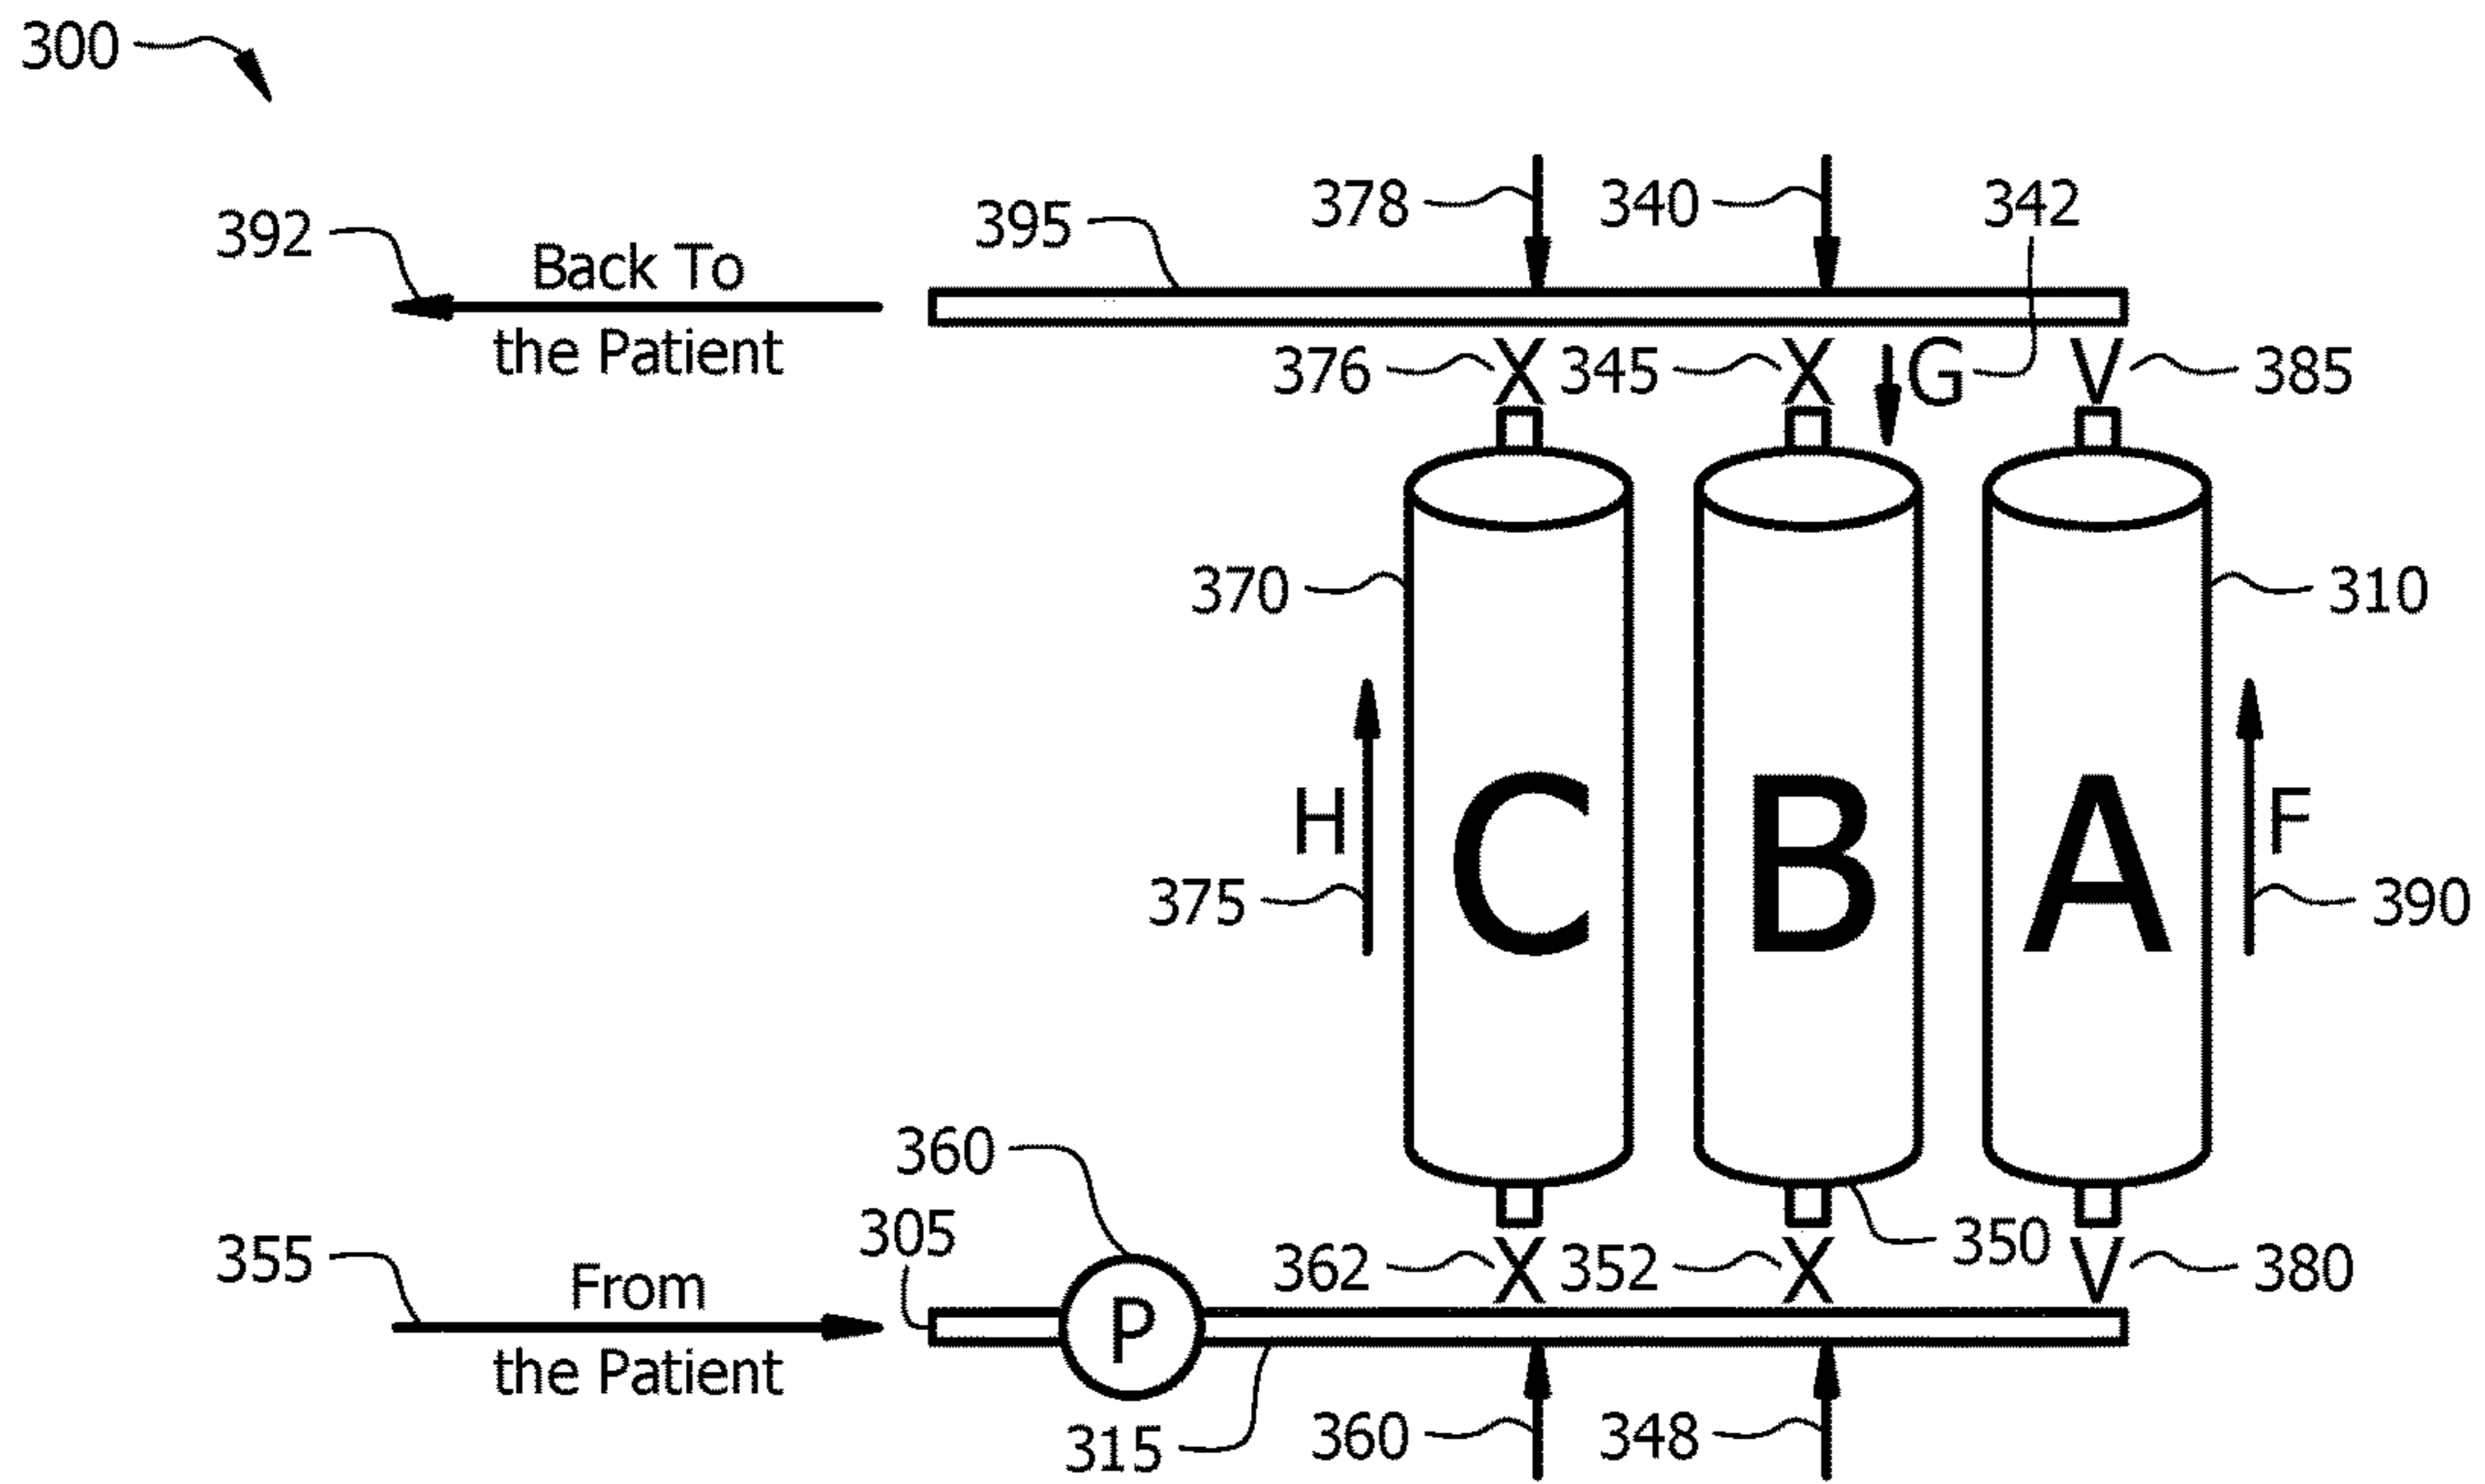 300
378 340 342
392 Back To 395
the Patient
376 X 345 X G V 385
370 310
C B A
H F
375 390
360
305 350
355 From 362 X 352 X V 380
P
the Patient
315 360 348